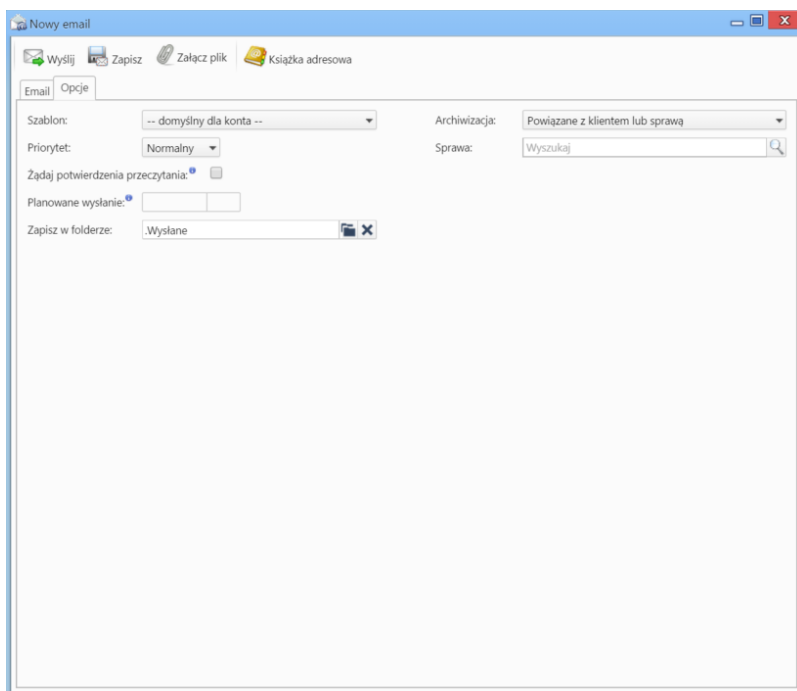 Nowy email
Wyślij Zapisz Załącz plik Książka adresowa
Email Opcje
Szablon: -- domyślny dla konta -- Archiwizacja: Powiązane z klientem lub sprawą
Priorytet: Normalny Sprawa: Wyszukaj
Żądaj potwierdzenia przeczytania:
Planowane wysłanie:
Zapisz w folderze: .Wysłane